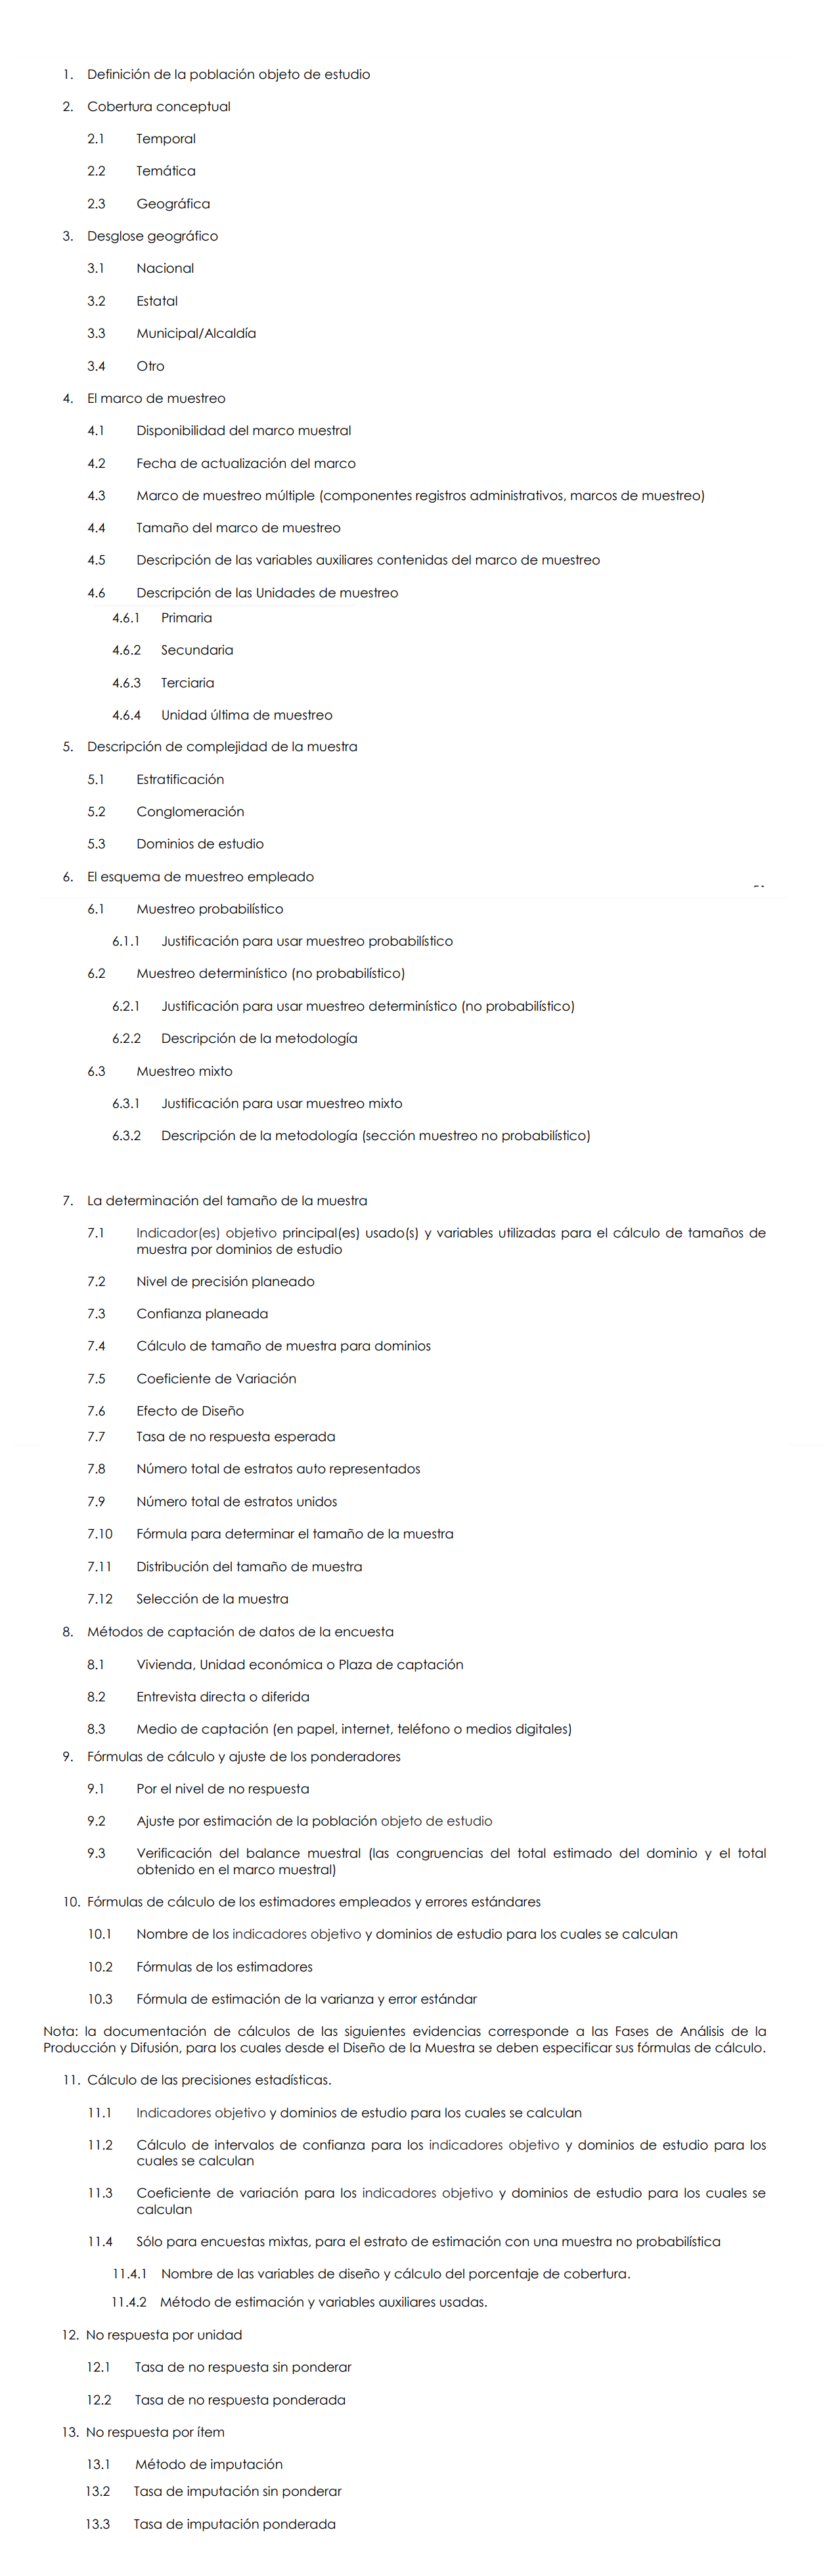 1. Definición de la población objeto de estudio
2. Cobertura conceptual
2.1 Temporal
2.2 Temática
2.3 Geográfica
3. Desglose geográfico
3.1 Nacional
3.2 Estatal
3.3 Municipal/Alcaldía
3.4 Otro
4. El marco de muestreo
4.1 Disponibilidad del marco muestral
4.2 Fecha de actualización del marco
4.3 Marco de muestreo múltiple (componentes registros administrativos, marcos de muestreo)
4.4 Tamaño del marco de muestreo
4.5 Descripción de las variables auxiliares contenidas del marco de muestreo
4.6 Descripción de las Unidades de muestreo
4.6.1 Primaria
4.6.2 Secundaria
4.6.3 Terciaria
4.6.4 Unidad última de muestreo
5. Descripción de complejidad de la muestra
5.1 Estratificación
5.2 Conglomeración
5.3 Dominios de estudio
6. El esquema de muestreo empleado
6.1 Muestreo probabilístico
6.1.1 Justificación para usar muestreo probabilístico
6.2 Muestreo determinístico (no probabilístico)
6.2.1 Justificación para usar muestreo determinístico (no probabilístico)
6.2.2 Descripción de la metodología
6.3 Muestreo mixto
6.3.1 Justificación para usar muestreo mixto
6.3.2 Descripción de la metodología (sección muestreo no probabilístico)
7. La determinación del tamaño de la muestra
7.1 Indicador(es) objetivo principal(es) usado(s) y variables utilizadas para el cálculo de tamaños de
muestra por dominios de estudio
7.2 Nivel de precisión planeado
7.3 Confianza planeada
7.4 Cálculo de tamaño de muestra para dominios
7.5 Coeficiente de Variación
7.6 Efecto de Diseño
7.7 Tasa de no respuesta esperada
7.8 Número total de estratos auto representados
7.9 Número total de estratos unidos
7.10 Fórmula para determinar el tamaño de la muestra
7.11 Distribución del tamaño de muestra
7.12 Selección de la muestra
8. Métodos de captación de datos de la encuesta
8.1 Vivienda, Unidad económica o Plaza de captación
8.2 Entrevista directa o diferida
8.3 Medio de captación (en papel, internet, teléfono o medios digitales)
9. Fórmulas de cálculo y ajuste de los ponderadores
9.1 Por el nivel de no respuesta
9.2 Ajuste por estimación de la población objeto de estudio
9.3 Verificación del balance muestral (las congruencias del total estimado del dominio y el total
obtenido en el marco muestral)
10. Fórmulas de cálculo de los estimadores empleados y errores estándares
10.1 Nombre de los indicadores objetivo y dominios de estudio para los cuales se calculan
10.2 Fórmulas de los estimadores
10.3 Fórmula de estimación de la varianza y error estándar
Nota: la documentación de cálculos de las siguientes evidencias corresponde a las Fases de Análisis de la
Producción y Difusión, para los cuales desde el Diseño de la Muestra se deben especificar sus fórmulas de cálculo.
11. Cálculo de las precisiones estadísticas.
11.1 Indicadores objetivo y dominios de estudio para los cuales se calculan
11.2 Cálculo de intervalos de confianza para los indicadores objetivo y dominios de estudio para los
cuales se calculan
11.3 Coeficiente de variación para los indicadores objetivo y dominios de estudio para los cuales se
calculan
11.4 Sólo para encuestas mixtas, para el estrato de estimación con una muestra no probabilística
11.4.1 Nombre de las variables de diseño y cálculo del porcentaje de cobertura.
11.4.2 Método de estimación y variables auxiliares usadas.
12. No respuesta por unidad
12.1 Tasa de no respuesta sin ponderar
12.2 Tasa de no respuesta ponderada
13. No respuesta por ítem
13.1 Método de imputación
13.2 Tasa de imputación sin ponderar
13.3 Tasa de imputación ponderada